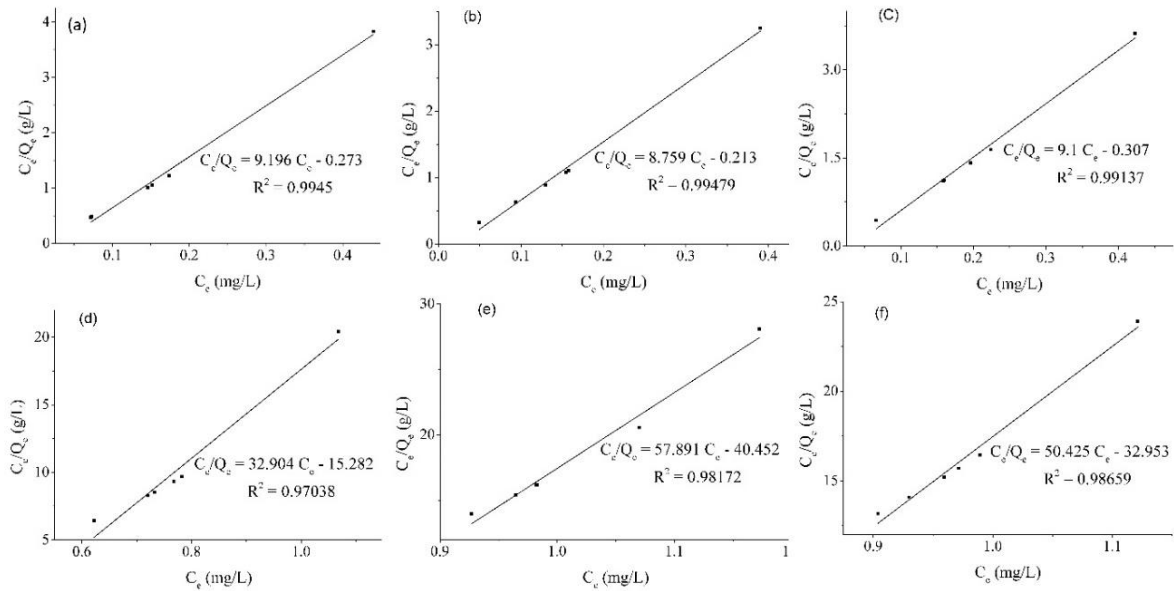 (a)
4
3
2
1
0
C_e/Q_e (g/L)
C_e/Q_e = 9.196 C_e - 0.273
R² = 0.9945
0.1 0.2 0.3 0.4
C_e (mg/L)
(b)
3
2
1
0
C_e/Q_e (g/L)
C_e/Q_e = 8.759 C_e - 0.213
R² = 0.99479
0.0 0.1 0.2 0.3 0.4
C_e (mg/L)
(C)
3.0
1.5
0.0
C_e/Q_e (g/L)
C_e/Q_e = 9.1 C_e - 0.307
R² = 0.99137
0.1 0.2 0.3 0.4
C_e (mg/L)
(d)
20
15
10
5
C_e/Q_e (g/L)
C_e/Q_e = 32.904 C_e - 15.282
R² = 0.97038
0.6 0.8 1.0
C_e (mg/L)
(e)
30
20
C_e/Q_e (g/L)
C_e/Q_e = 57.891 C_e - 40.452
R² = 0.98172
0.9 1.1 1
C_e (mg/L)
(f)
25
20
15
C_e/Q_e (g/L)
C_e/Q_e = 50.425 C_e - 32.953
R² = 0.98659
0.9 1.0 1.1
C_e (mg/L)